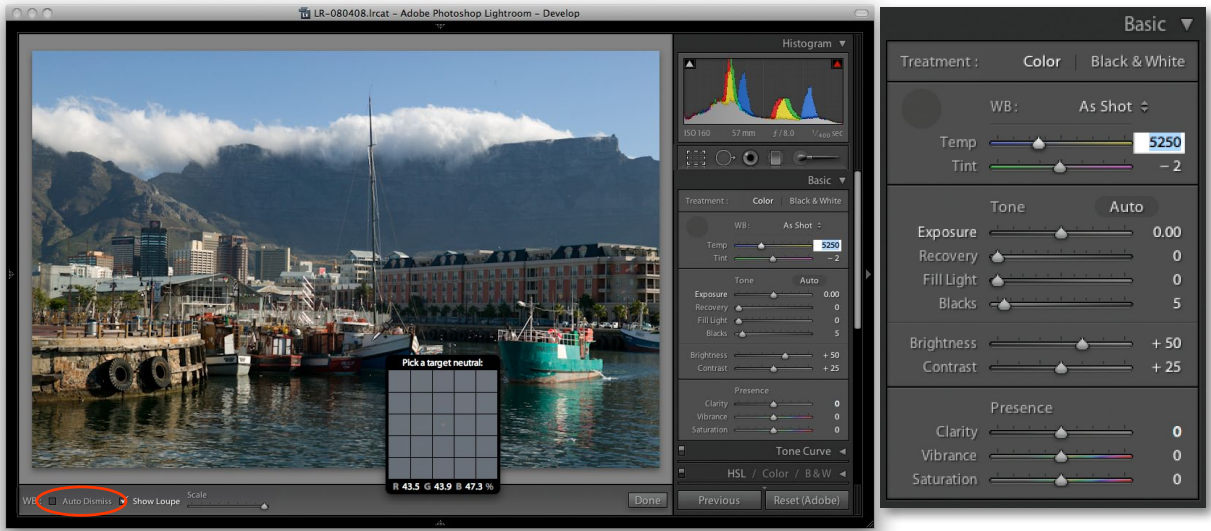 LR-080408.lrcat – Adobe Photoshop Lightroom – Develop
Histogram
ISO 160 57 mm ƒ / 8.0 1/400 sec
Basic
Treatment : Color Black & White
WB: As Shot
Temp 5250
Tint – 2
Tone Auto
Exposure 0.00
Recovery 0
Fill Light 0
Blacks 5
Brightness + 50
Contrast + 25
Presence
Clarity 0
Vibrance 0
Saturation 0
Tone Curve
HSL / Color / B & W
Previous Reset (Adobe)
Pick a target neutral:
R 43.5 G 43.9 B 47.3 %
WB: Auto Dismiss Show Loupe Scale Done
Basic
Treatment : Color Black & White
WB: As Shot
Temp 5250
Tint – 2
Tone Auto
Exposure 0.00
Recovery 0
Fill Light 0
Blacks 5
Brightness + 50
Contrast + 25
Presence
Clarity 0
Vibrance 0
Saturation 0